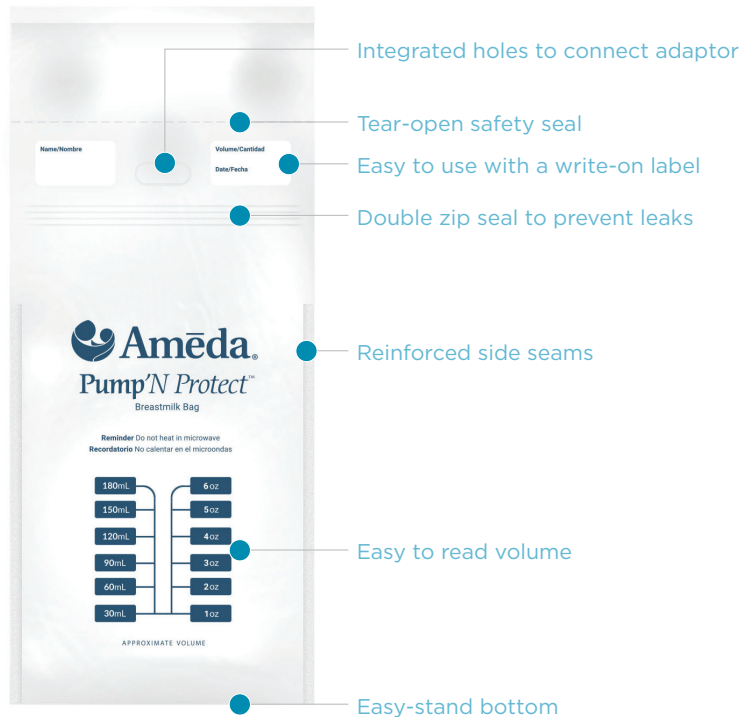 Integrated holes to connect adaptor
Tear-open safety seal
Name/Nombre
Volume/Cantidad
Date/Fecha
Easy to use with a write-on label
Double zip seal to prevent leaks
Amēda®
Reinforced side seams
Pump'N Protect™
Breastmilk Bag
Reminder Do not heat in microwave
Recordatorio No calentar en el microondas
180mL 6oz
150mL 5oz
120mL 4oz
Easy to read volume
90mL 3oz
60mL 2oz
30mL 1oz
APPROXIMATE VOLUME
Easy-stand bottom